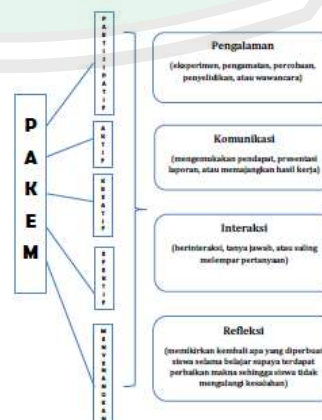 PAKEM
PARTISIPATIF
AKTIF
KREATIF
EFEKTIF
MENYENANGKAN
Pengalaman
(eksperimen, pengamatan, percobaan,
penyelidikan, atau wawancara)
Komunikasi
(mengemukakan pendapat, presentasi
laporan, atau memajangkan hasil kerja)
Interaksi
(berinteraksi, tanya jawab, atau saling
melempar pertanyaan)
Refleksi
(memikirkan kembali apa yang diperbuat
siswa selama belajar supaya terdapat
perbaikan makna sehingga siswa tidak
mengulangi kesalahan)